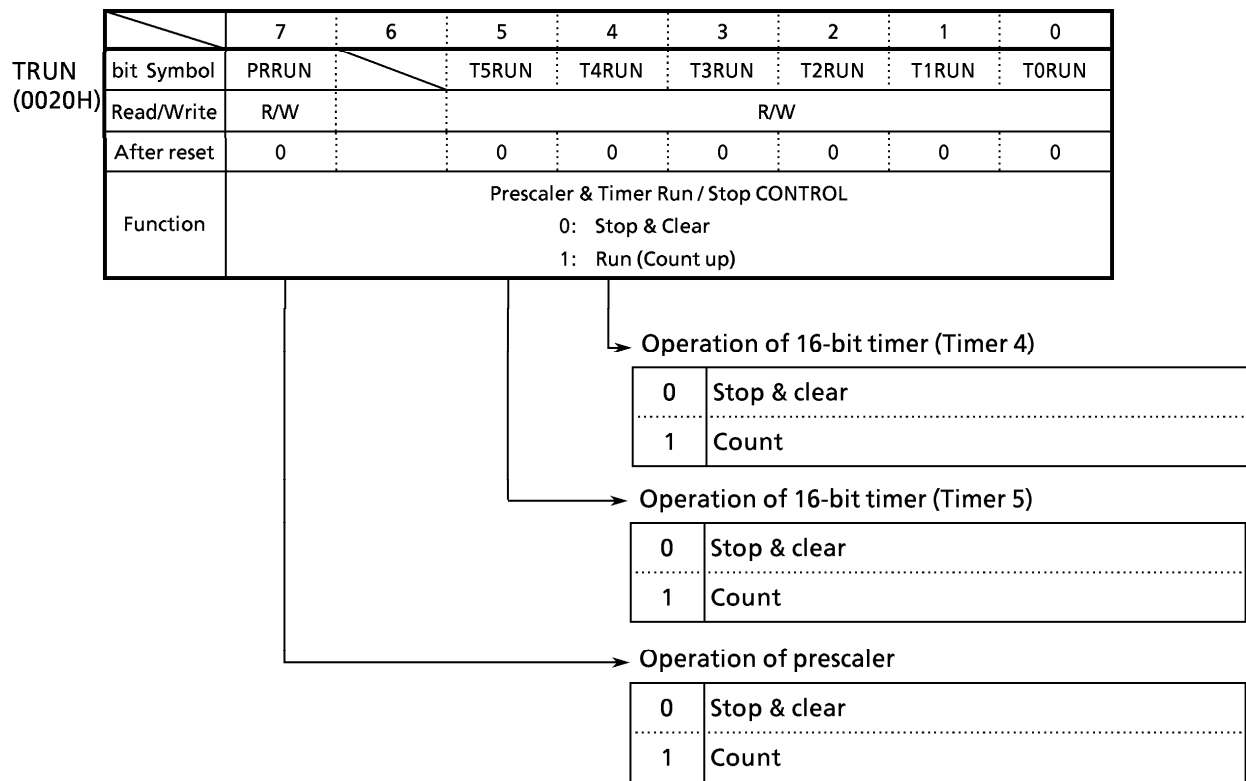 7 6 5 4 3 2 1 0
TRUN
(0020H)
bit Symbol PRRUN T5RUN T4RUN T3RUN T2RUN T1RUN T0RUN
Read/Write R/W R/W
After reset 0 0 0 0 0 0 0
Function
Prescaler & Timer Run / Stop CONTROL
0: Stop & Clear
1: Run (Count up)
Operation of 16-bit timer (Timer 4)
0 Stop & clear
1 Count
Operation of 16-bit timer (Timer 5)
0 Stop & clear
1 Count
Operation of prescaler
0 Stop & clear
1 Count